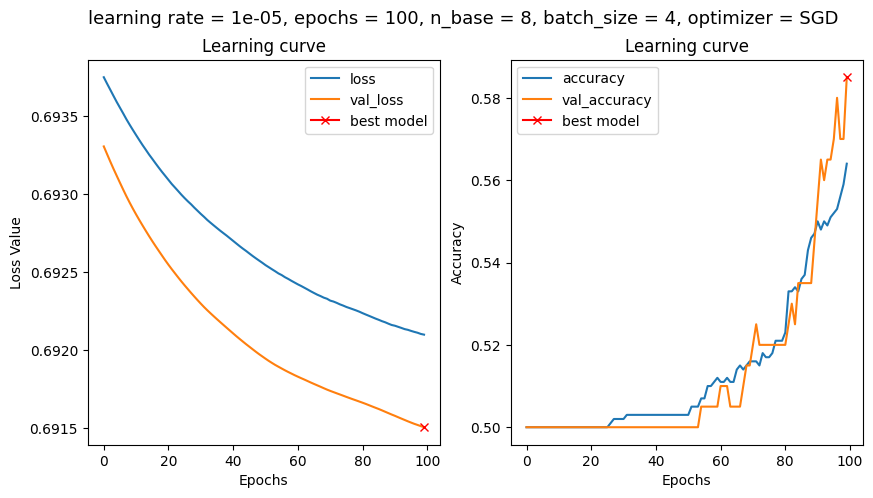 learning rate = 1e-05, epochs = 100, n_base = 8, batch_size = 4, optimizer = SGD
Learning curve
loss
val_loss
best model
0.6935
0.6930
0.6925
0.6920
0.6915
Loss Value
0
20
40
60
80
100
Epochs
Learning curve
accuracy
val_accuracy
best model
0.58
0.56
0.54
0.52
0.50
Accuracy
0
20
40
60
80
100
Epochs